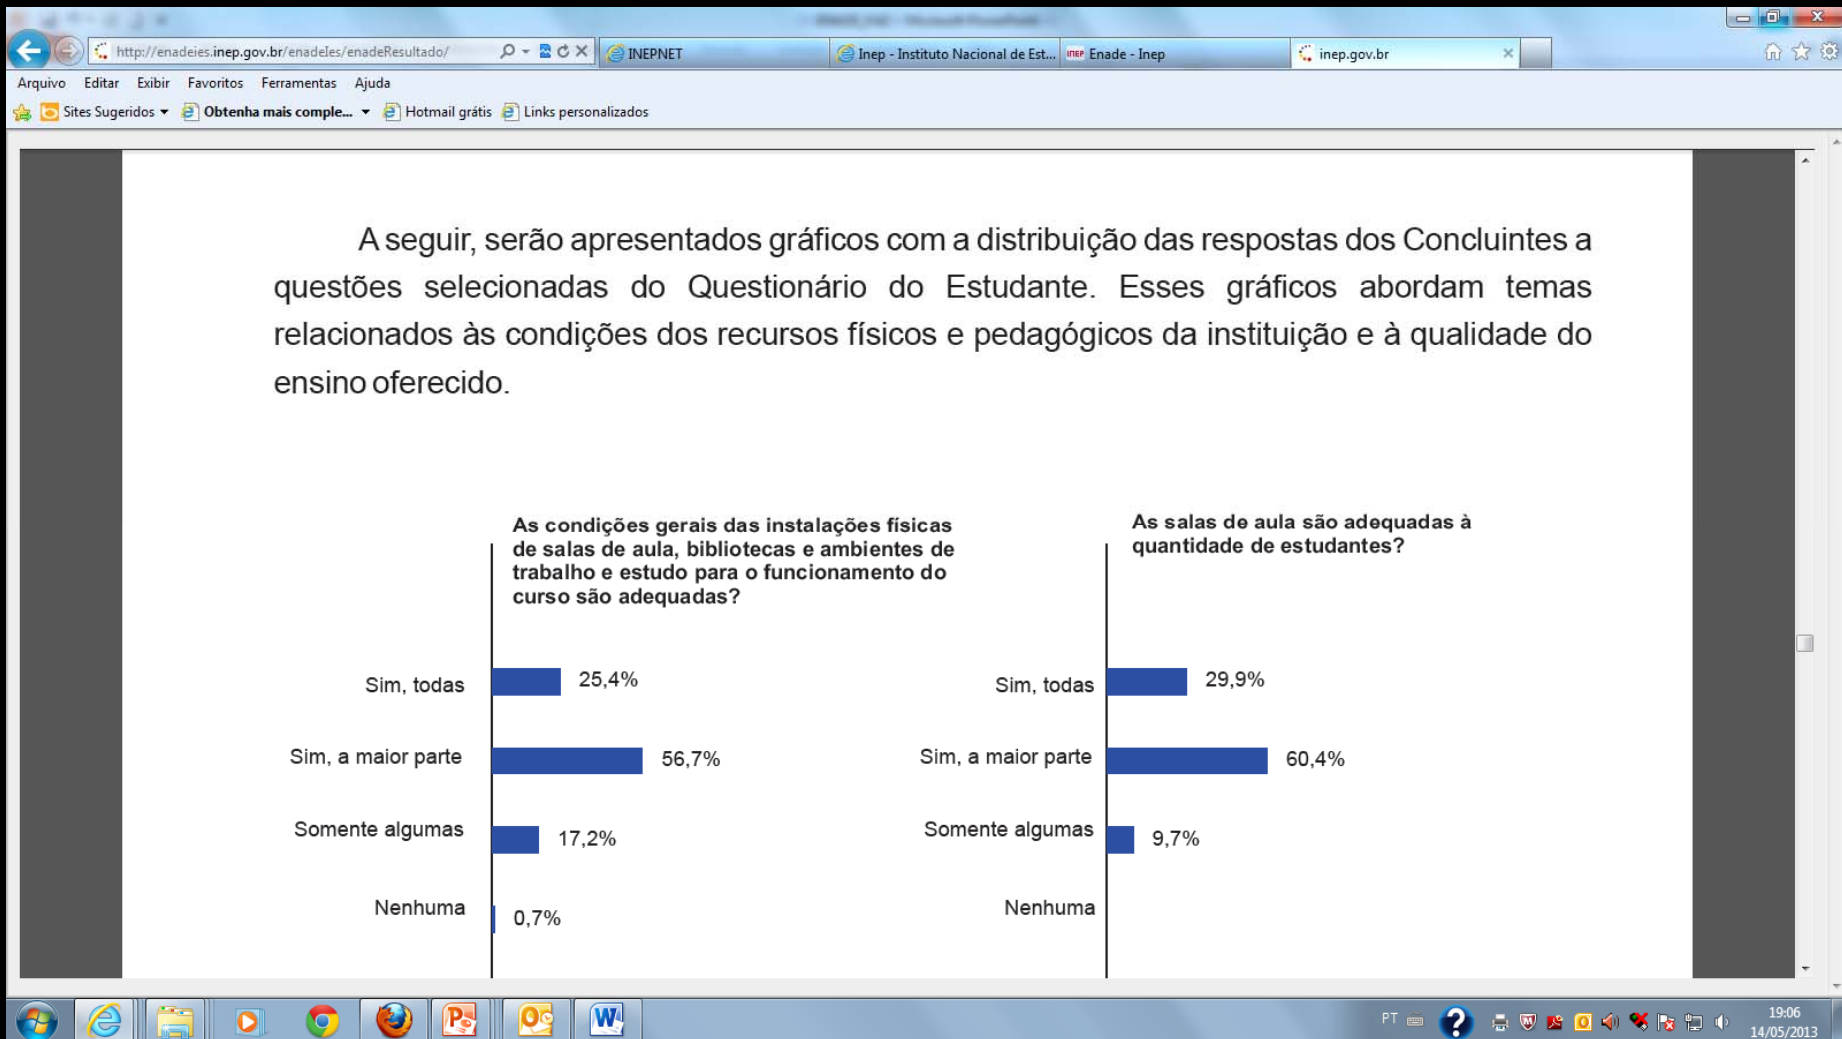 http://enadeies.inep.gov.br/enadeIes/enadeResultado/
INEPNET
Inep - Instituto Nacional de Est...
Enade - Inep
inep.gov.br
Arquivo Editar Exibir Favoritos Ferramentas Ajuda
Sites Sugeridos Obtenha mais comple... Hotmail grátis Links personalizados
A seguir, serão apresentados gráficos com a distribuição das respostas dos Concluintes a
questões selecionadas do Questionário do Estudante. Esses gráficos abordam temas
relacionados às condições dos recursos físicos e pedagógicos da instituição e à qualidade do
ensino oferecido.
As condições gerais das instalações físicas
de salas de aula, bibliotecas e ambientes de
trabalho e estudo para o funcionamento do
curso são adequadas?
Sim, todas 25,4%
Sim, a maior parte 56,7%
Somente algumas 17,2%
Nenhuma 0,7%
As salas de aula são adequadas à
quantidade de estudantes?
Sim, todas 29,9%
Sim, a maior parte 60,4%
Somente algumas 9,7%
Nenhuma
PT
19:06
14/05/2013